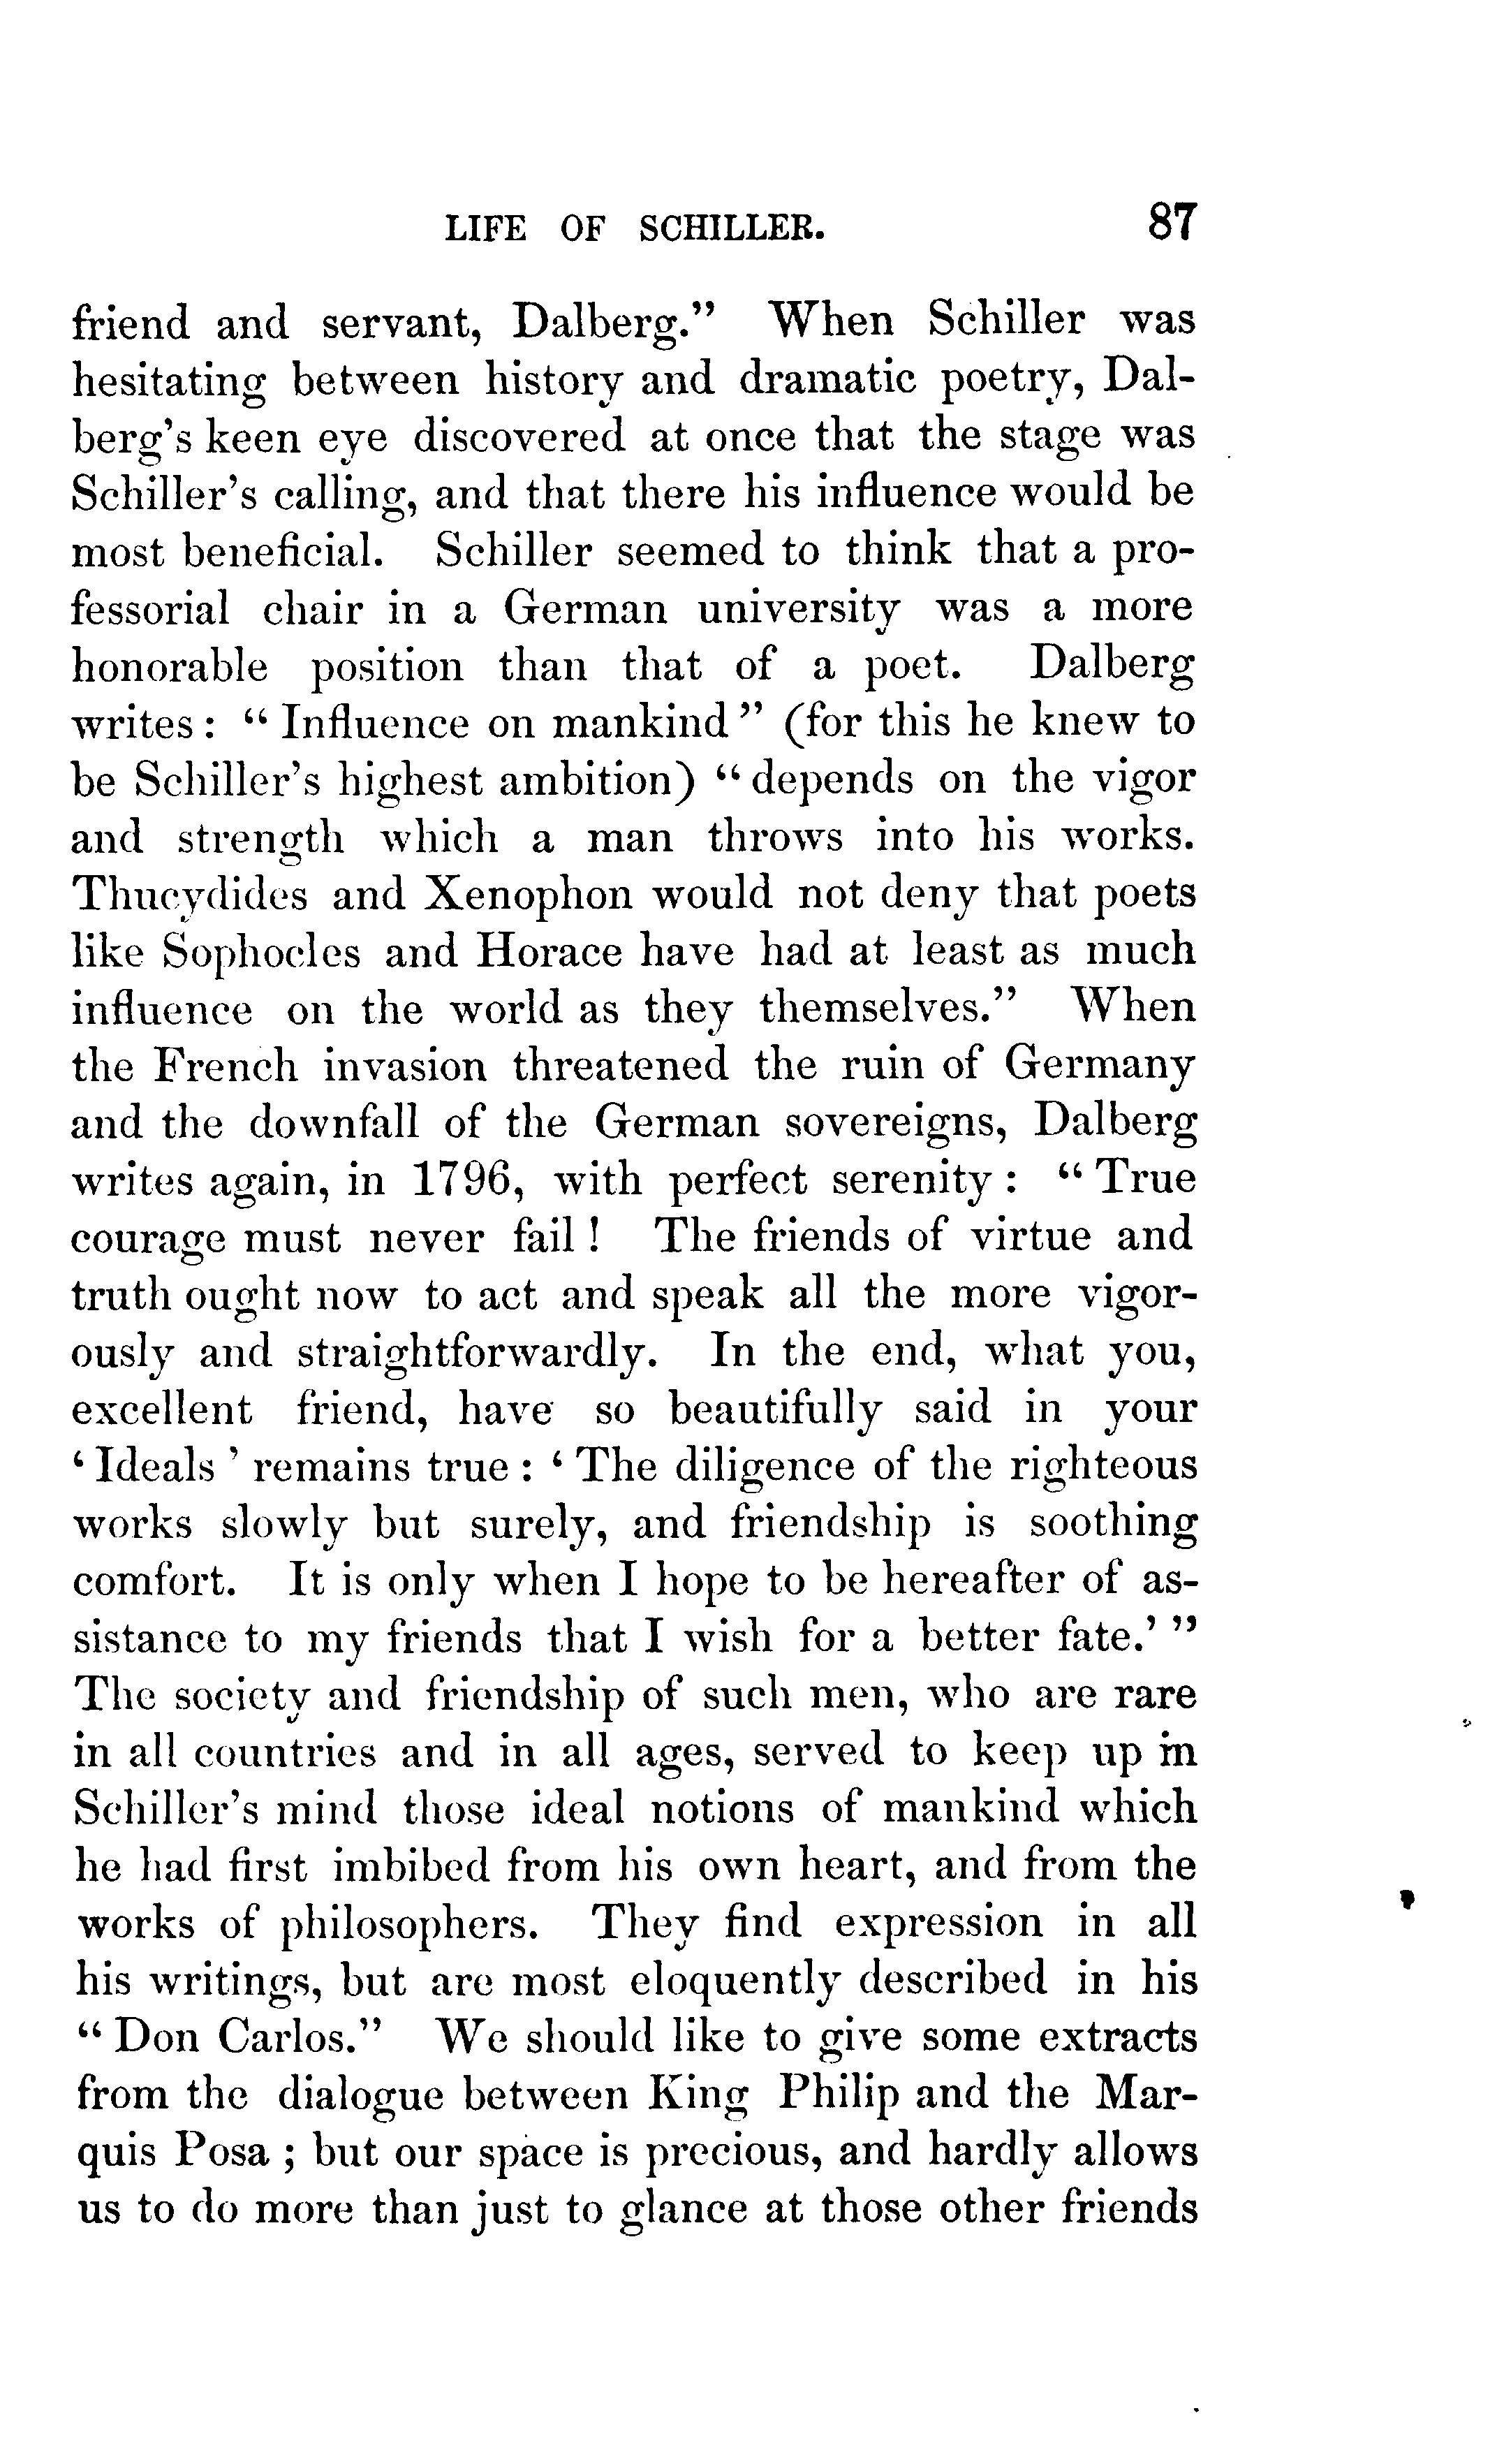 LIFE OF SCHILLER. 87
friend and servant, Dalberg." When Schiller was
hesitating between history and dramatic poetry, Dal-
berg's keen eye discovered at once that the stage was
Schiller's calling, and that there his influence would be
most beneficial. Schiller seemed to think that a pro-
fessorial chair in a German university was a more
honorable position than that of a poet. Dalberg
writes: "Influence on mankind" (for this he knew to
be Schiller's highest ambition) "depends on the vigor
and strength which a man throws into his works.
Thucydides and Xenophon would not deny that poets
like Sophocles and Horace have had at least as much
influence on the world as they themselves." When
the French invasion threatened the ruin of Germany
and the downfall of the German sovereigns, Dalberg
writes again, in 1796, with perfect serenity: "True
courage must never fail! The friends of virtue and
truth ought now to act and speak all the more vigor-
ously and straightforwardly. In the end, what you,
excellent friend, have so beautifully said in your
'Ideals' remains true: 'The diligence of the righteous
works slowly but surely, and friendship is soothing
comfort. It is only when I hope to be hereafter of as-
sistance to my friends that I wish for a better fate.'"
The society and friendship of such men, who are rare
in all countries and in all ages, served to keep up in
Schiller's mind those ideal notions of mankind which
he had first imbibed from his own heart, and from the
works of philosophers. They find expression in all
his writings, but are most eloquently described in his
"Don Carlos." We should like to give some extracts
from the dialogue between King Philip and the Mar-
quis Posa; but our space is precious, and hardly allows
us to do more than just to glance at those other friends